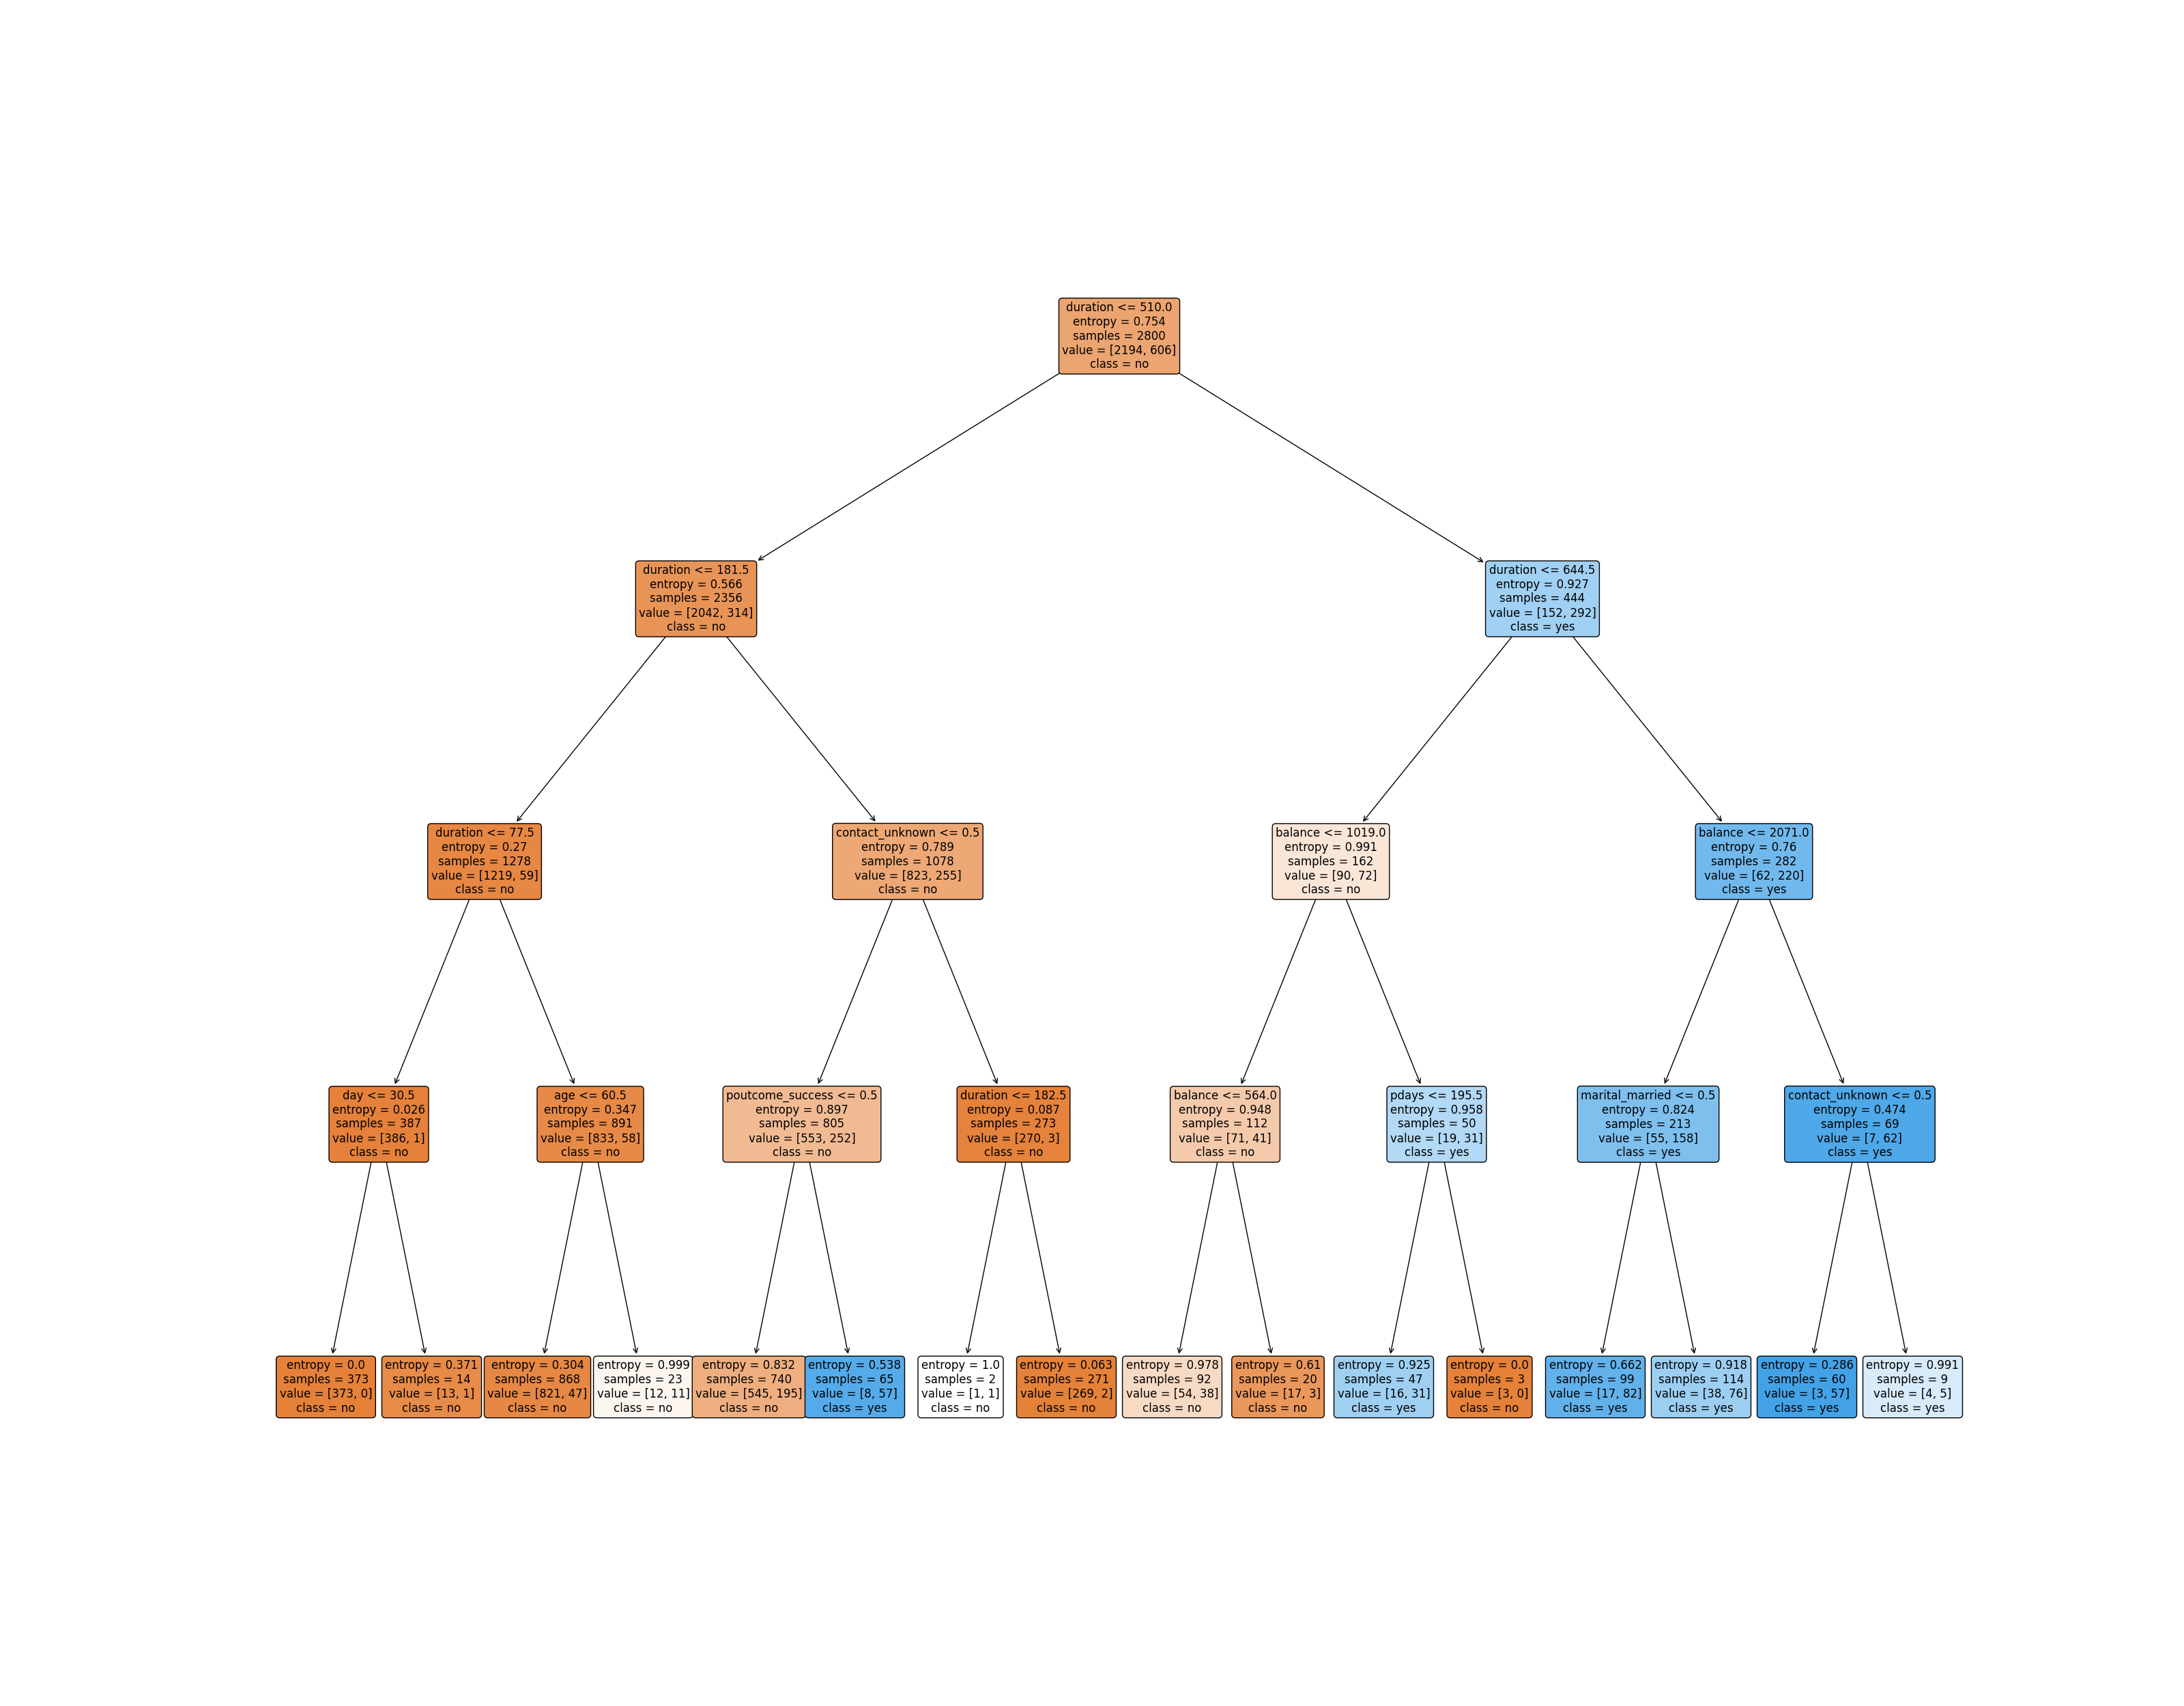 duration <= 510.0
entropy = 0.754
samples = 2800
value = [2194, 606]
class = no
duration <= 181.5
entropy = 0.566
samples = 2356
value = [2042, 314]
class = no
duration <= 644.5
entropy = 0.927
samples = 444
value = [152, 292]
class = yes
duration <= 77.5
entropy = 0.27
samples = 1278
value = [1219, 59]
class = no
contact_unknown <= 0.5
entropy = 0.789
samples = 1078
value = [823, 255]
class = no
balance <= 1019.0
entropy = 0.991
samples = 162
value = [90, 72]
class = no
balance <= 2071.0
entropy = 0.76
samples = 282
value = [62, 220]
class = yes
day <= 30.5
entropy = 0.026
samples = 387
value = [386, 1]
class = no
age <= 60.5
entropy = 0.347
samples = 891
value = [833, 58]
class = no
poutcome_success <= 0.5
entropy = 0.897
samples = 805
value = [553, 252]
class = no
duration <= 182.5
entropy = 0.087
samples = 273
value = [270, 3]
class = no
balance <= 564.0
entropy = 0.948
samples = 112
value = [71, 41]
class = no
pdays <= 195.5
entropy = 0.958
samples = 50
value = [19, 31]
class = yes
marital_married <= 0.5
entropy = 0.824
samples = 213
value = [55, 158]
class = yes
contact_unknown <= 0.5
entropy = 0.474
samples = 69
value = [7, 62]
class = yes
entropy = 0.0
samples = 373
value = [373, 0]
class = no
entropy = 0.371
samples = 14
value = [13, 1]
class = no
entropy = 0.304
samples = 868
value = [821, 47]
class = no
entropy = 0.999
samples = 23
value = [12, 11]
class = no
entropy = 0.832
samples = 740
value = [545, 195]
class = no
entropy = 0.538
samples = 65
value = [8, 57]
class = yes
entropy = 1.0
samples = 2
value = [1, 1]
class = no
entropy = 0.063
samples = 271
value = [269, 2]
class = no
entropy = 0.978
samples = 92
value = [54, 38]
class = no
entropy = 0.61
samples = 20
value = [17, 3]
class = no
entropy = 0.925
samples = 47
value = [16, 31]
class = yes
entropy = 0.0
samples = 3
value = [3, 0]
class = no
entropy = 0.662
samples = 99
value = [17, 82]
class = yes
entropy = 0.918
samples = 114
value = [38, 76]
class = yes
entropy = 0.286
samples = 60
value = [3, 57]
class = yes
entropy = 0.991
samples = 9
value = [4, 5]
class = yes